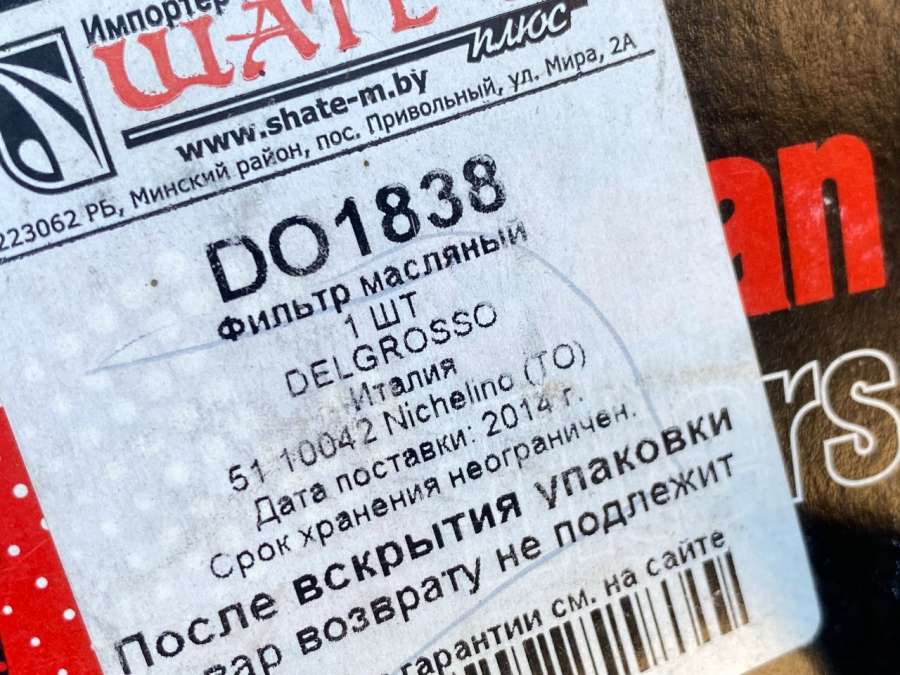 Импортер
ШАТЕ
плюс
www.shate-m.by
223062 РБ, Минский район, пос. Привольный, ул. Мира, 2А
DO1838
Фильтр масляный
1 ШТ
DELGROSSO
Италия
51 10042 Nichelino (TO)
Дата поставки: 2014 г.
Срок хранения неограничен.
После вскрытия упаковки
вар возврату не подлежит
гарантии см. на сайте
an
rs